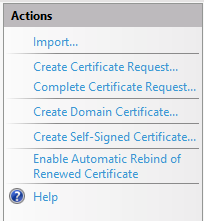 Actions
Import...
Create Certificate Request...
Complete Certificate Request...
Create Domain Certificate...
Create Self-Signed Certificate...
Enable Automatic Rebind of
Renewed Certificate
Help